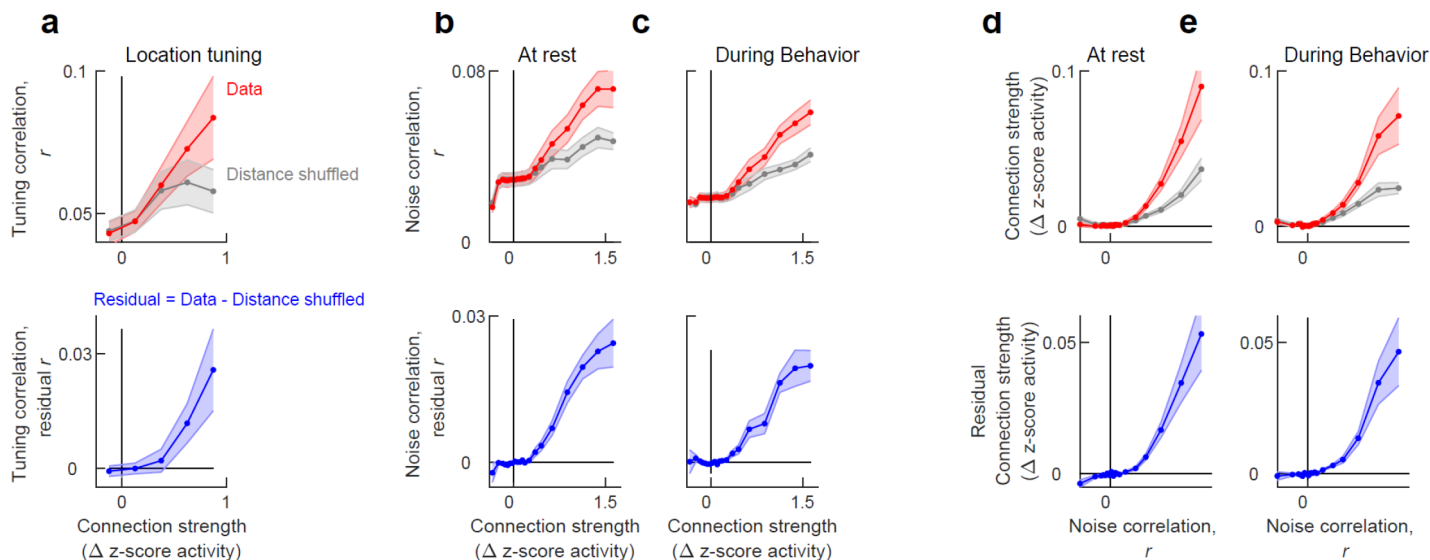 a
Location tuning
0.1
0.05
Tuning correlation,
r
Data
Distance shuffled
0
1
b
At rest
0.08
0
Noise correlation,
r
0
1.5
c
During Behavior
0
1.5
d
At rest
0.1
0
Connection strength
(Δ z-score activity)
0
e
During Behavior
0.1
0
0
Residual = Data - Distance shuffled
0.03
0
Tuning correlation,
residual r
0
1
Connection strength
(Δ z-score activity)
0.03
0
Noise correlation,
residual r
0
1.5
Connection strength
(Δ z-score activity)
0
1.5
Connection strength
(Δ z-score activity)
0.05
0
Residual
Connection strength
(Δ z-score activity)
0
Noise correlation,
r
0.05
0
0
Noise correlation,
r